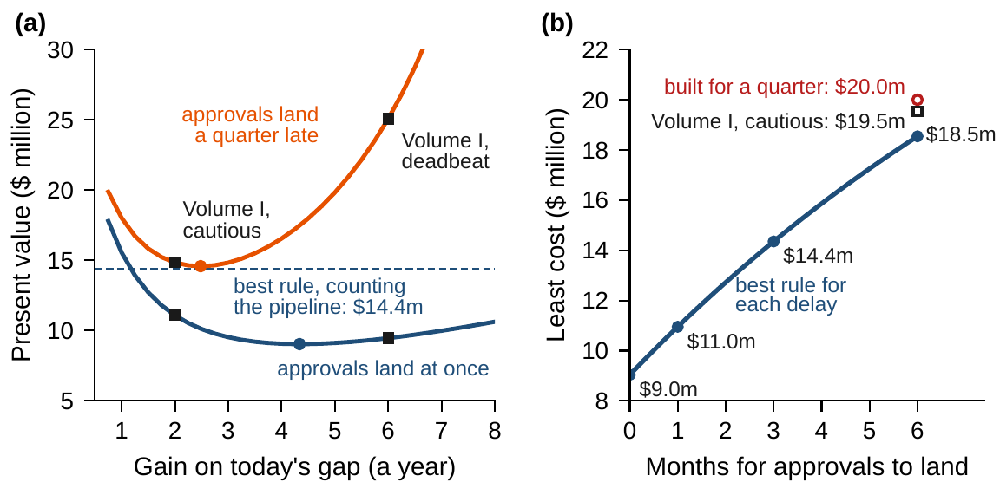 (a)
30
25
20
15
10
5
Present value ($ million)
approvals land
a quarter late
Volume I,
deadbeat
Volume I,
cautious
best rule, counting
the pipeline: $14.4m
approvals land at once
1 2 3 4 5 6 7 8
Gain on today's gap (a year)
(b)
22
20
18
16
14
12
10
8
Least cost ($ million)
built for a quarter: $20.0m
Volume I, cautious: $19.5m
$18.5m
$14.4m
best rule for
each delay
$11.0m
$9.0m
0 1 2 3 4 5 6
Months for approvals to land